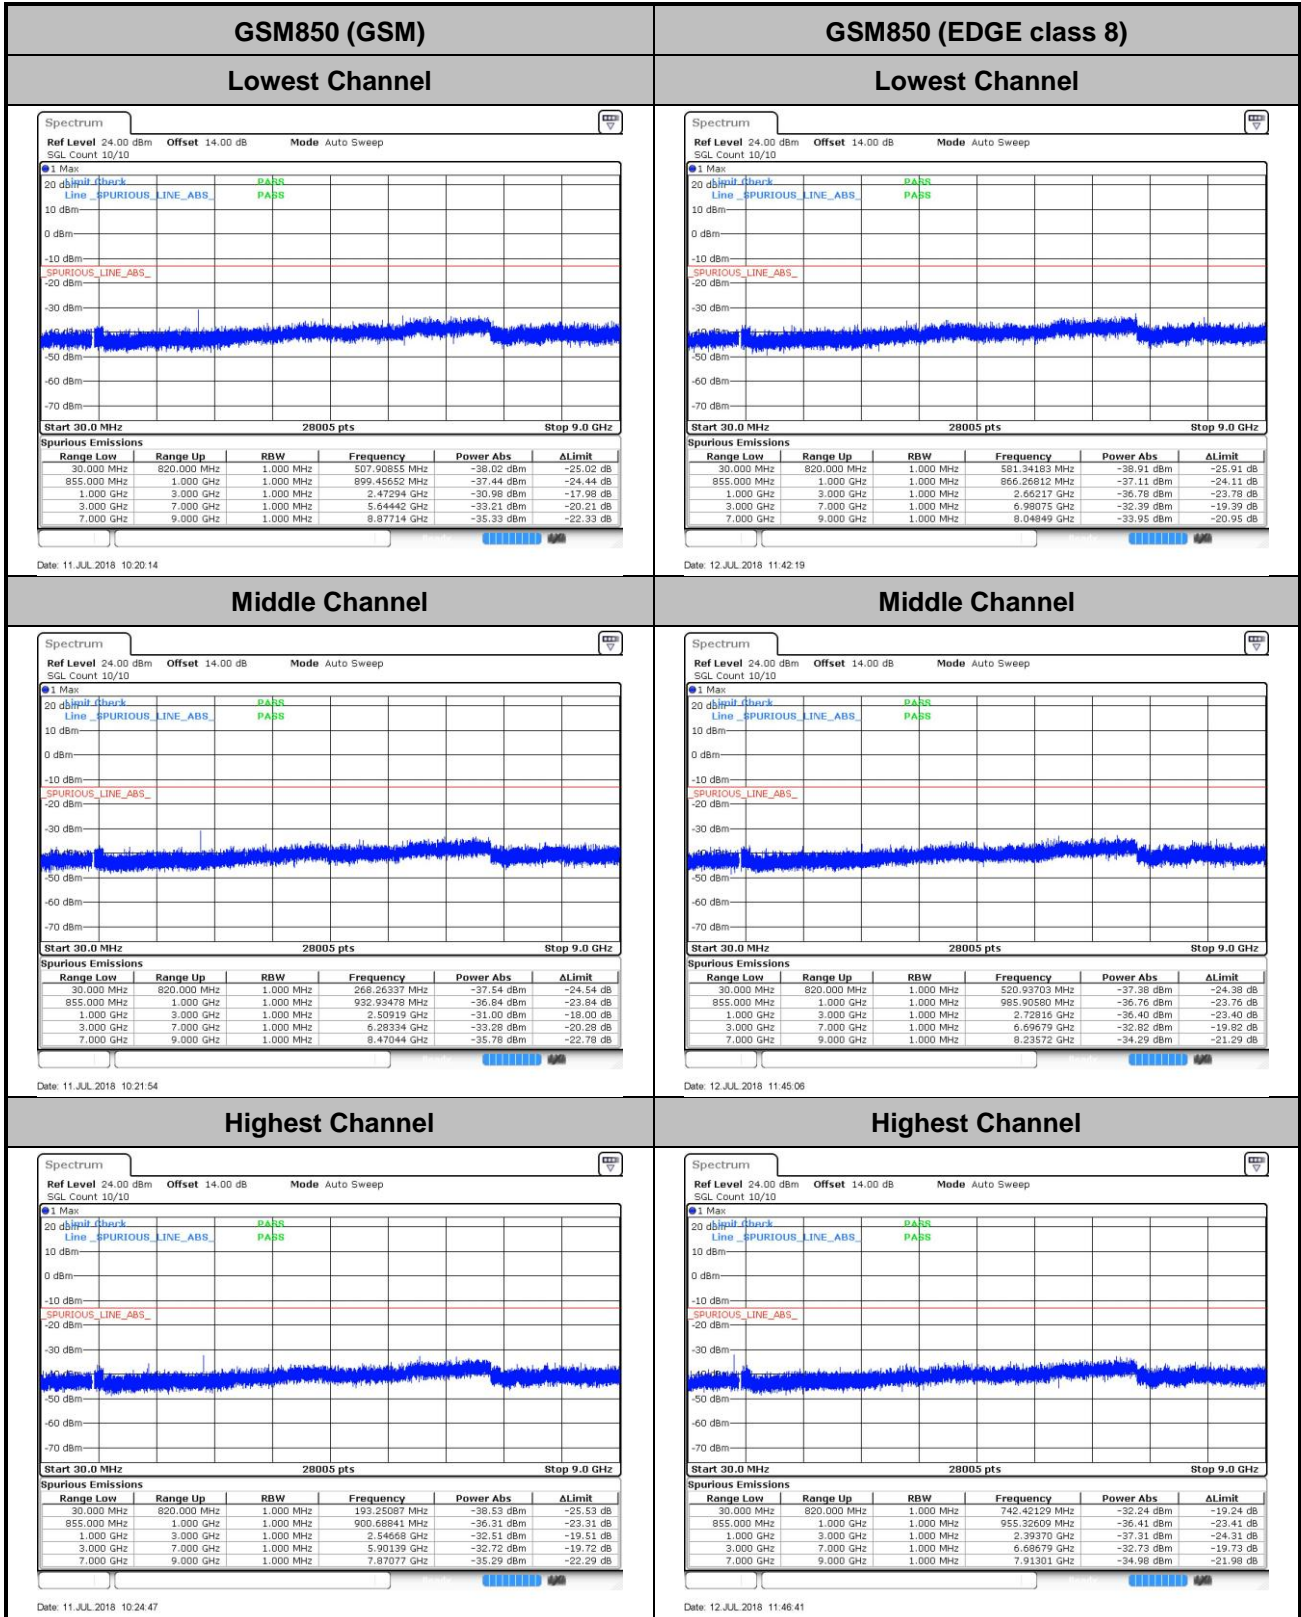 GSM850 (GSM)
GSM850 (EDGE class 8)
Lowest Channel
Lowest Channel
Spectrum
Ref Level 24.00 dBm Offset 14.00 dB Mode Auto Sweep
SGL Count 10/10
1 Max
20 dBm Limit Check PASS
Line _SPURIOUS_LINE_ABS_ PASS
10 dBm
0 dBm
-10 dBm
_SPURIOUS_LINE_ABS_
-20 dBm
-30 dBm
-50 dBm
-60 dBm
-70 dBm
Start 30.0 MHz 28005 pts Stop 9.0 GHz
Spurious Emissions
Range Low Range Up RBW Frequency Power Abs ΔLimit
30.000 MHz 820.000 MHz 1.000 MHz 507.90855 MHz -38.02 dBm -25.02 dB
855.000 MHz 1.000 GHz 1.000 MHz 899.45652 MHz -37.44 dBm -24.44 dB
1.000 GHz 3.000 GHz 1.000 MHz 2.47294 GHz -30.98 dBm -17.98 dB
3.000 GHz 7.000 GHz 1.000 MHz 5.64442 GHz -33.21 dBm -20.21 dB
7.000 GHz 9.000 GHz 1.000 MHz 8.87714 GHz -35.33 dBm -22.33 dB
Date: 11.JUL.2018 10:20:14
Spectrum
Ref Level 24.00 dBm Offset 14.00 dB Mode Auto Sweep
SGL Count 10/10
1 Max
20 dBm Limit Check PASS
Line _SPURIOUS_LINE_ABS_ PASS
10 dBm
0 dBm
-10 dBm
_SPURIOUS_LINE_ABS_
-20 dBm
-30 dBm
-50 dBm
-60 dBm
-70 dBm
Start 30.0 MHz 28005 pts Stop 9.0 GHz
Spurious Emissions
Range Low Range Up RBW Frequency Power Abs ΔLimit
30.000 MHz 820.000 MHz 1.000 MHz 581.34183 MHz -38.91 dBm -25.91 dB
855.000 MHz 1.000 GHz 1.000 MHz 866.26812 MHz -37.11 dBm -24.11 dB
1.000 GHz 3.000 GHz 1.000 MHz 2.66217 GHz -36.78 dBm -23.78 dB
3.000 GHz 7.000 GHz 1.000 MHz 6.98075 GHz -32.39 dBm -19.39 dB
7.000 GHz 9.000 GHz 1.000 MHz 8.04849 GHz -33.95 dBm -20.95 dB
Date: 12.JUL.2018 11:42:19
Middle Channel
Middle Channel
Spectrum
Ref Level 24.00 dBm Offset 14.00 dB Mode Auto Sweep
SGL Count 10/10
1 Max
20 dBm Limit Check PASS
Line _SPURIOUS_LINE_ABS_ PASS
10 dBm
0 dBm
-10 dBm
_SPURIOUS_LINE_ABS_
-20 dBm
-30 dBm
-50 dBm
-60 dBm
-70 dBm
Start 30.0 MHz 28005 pts Stop 9.0 GHz
Spurious Emissions
Range Low Range Up RBW Frequency Power Abs ΔLimit
30.000 MHz 820.000 MHz 1.000 MHz 268.26337 MHz -37.54 dBm -24.54 dB
855.000 MHz 1.000 GHz 1.000 MHz 932.93478 MHz -36.84 dBm -23.84 dB
1.000 GHz 3.000 GHz 1.000 MHz 2.50919 GHz -31.00 dBm -18.00 dB
3.000 GHz 7.000 GHz 1.000 MHz 6.28334 GHz -33.28 dBm -20.28 dB
7.000 GHz 9.000 GHz 1.000 MHz 8.47044 GHz -35.78 dBm -22.78 dB
Date: 11.JUL.2018 10:21:54
Spectrum
Ref Level 24.00 dBm Offset 14.00 dB Mode Auto Sweep
SGL Count 10/10
1 Max
20 dBm Limit Check PASS
Line _SPURIOUS_LINE_ABS_ PASS
10 dBm
0 dBm
-10 dBm
_SPURIOUS_LINE_ABS_
-20 dBm
-30 dBm
-50 dBm
-60 dBm
-70 dBm
Start 30.0 MHz 28005 pts Stop 9.0 GHz
Spurious Emissions
Range Low Range Up RBW Frequency Power Abs ΔLimit
30.000 MHz 820.000 MHz 1.000 MHz 520.93703 MHz -37.38 dBm -24.38 dB
855.000 MHz 1.000 GHz 1.000 MHz 985.90580 MHz -36.76 dBm -23.76 dB
1.000 GHz 3.000 GHz 1.000 MHz 2.72816 GHz -36.40 dBm -23.40 dB
3.000 GHz 7.000 GHz 1.000 MHz 6.69679 GHz -32.82 dBm -19.82 dB
7.000 GHz 9.000 GHz 1.000 MHz 8.23572 GHz -34.29 dBm -21.29 dB
Date: 12.JUL.2018 11:45:06
Highest Channel
Highest Channel
Spectrum
Ref Level 24.00 dBm Offset 14.00 dB Mode Auto Sweep
SGL Count 10/10
1 Max
20 dBm Limit Check PASS
Line _SPURIOUS_LINE_ABS_ PASS
10 dBm
0 dBm
-10 dBm
_SPURIOUS_LINE_ABS_
-20 dBm
-30 dBm
-50 dBm
-60 dBm
-70 dBm
Start 30.0 MHz 28005 pts Stop 9.0 GHz
Spurious Emissions
Range Low Range Up RBW Frequency Power Abs ΔLimit
30.000 MHz 820.000 MHz 1.000 MHz 193.25087 MHz -38.53 dBm -25.53 dB
855.000 MHz 1.000 GHz 1.000 MHz 900.68841 MHz -36.31 dBm -23.31 dB
1.000 GHz 3.000 GHz 1.000 MHz 2.54668 GHz -32.51 dBm -19.51 dB
3.000 GHz 7.000 GHz 1.000 MHz 5.90139 GHz -32.72 dBm -19.72 dB
7.000 GHz 9.000 GHz 1.000 MHz 7.87077 GHz -35.29 dBm -22.29 dB
Date: 11.JUL.2018 10:24:47
Spectrum
Ref Level 24.00 dBm Offset 14.00 dB Mode Auto Sweep
SGL Count 10/10
1 Max
20 dBm Limit Check PASS
Line _SPURIOUS_LINE_ABS_ PASS
10 dBm
0 dBm
-10 dBm
_SPURIOUS_LINE_ABS_
-20 dBm
-30 dBm
-50 dBm
-60 dBm
-70 dBm
Start 30.0 MHz 28005 pts Stop 9.0 GHz
Spurious Emissions
Range Low Range Up RBW Frequency Power Abs ΔLimit
30.000 MHz 820.000 MHz 1.000 MHz 742.42129 MHz -32.24 dBm -19.24 dB
855.000 MHz 1.000 GHz 1.000 MHz 955.32609 MHz -36.41 dBm -23.41 dB
1.000 GHz 3.000 GHz 1.000 MHz 2.39370 GHz -37.31 dBm -24.31 dB
3.000 GHz 7.000 GHz 1.000 MHz 6.68679 GHz -32.73 dBm -19.73 dB
7.000 GHz 9.000 GHz 1.000 MHz 7.91301 GHz -34.98 dBm -21.98 dB
Date: 12.JUL.2018 11:46:41